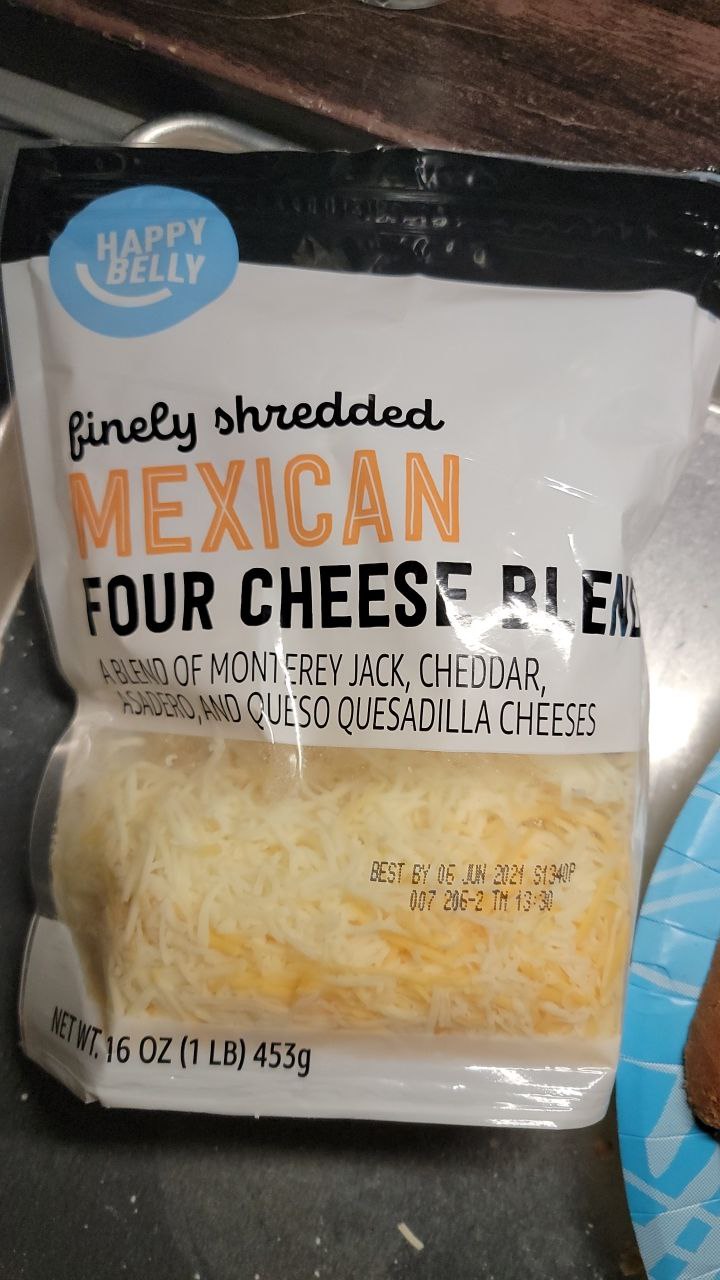 HAPPY
BELLY
finely shredded
MEXICAN
FOUR CHEESE BLEND
A BLEND OF MONTEREY JACK, CHEDDAR,
ASADERO, AND QUESO QUESADILLA CHEESES
BEST BY 06 JUN 2021 S1340P
007 206-2 TM 13:30
NET WT. 16 OZ (1 LB) 453g